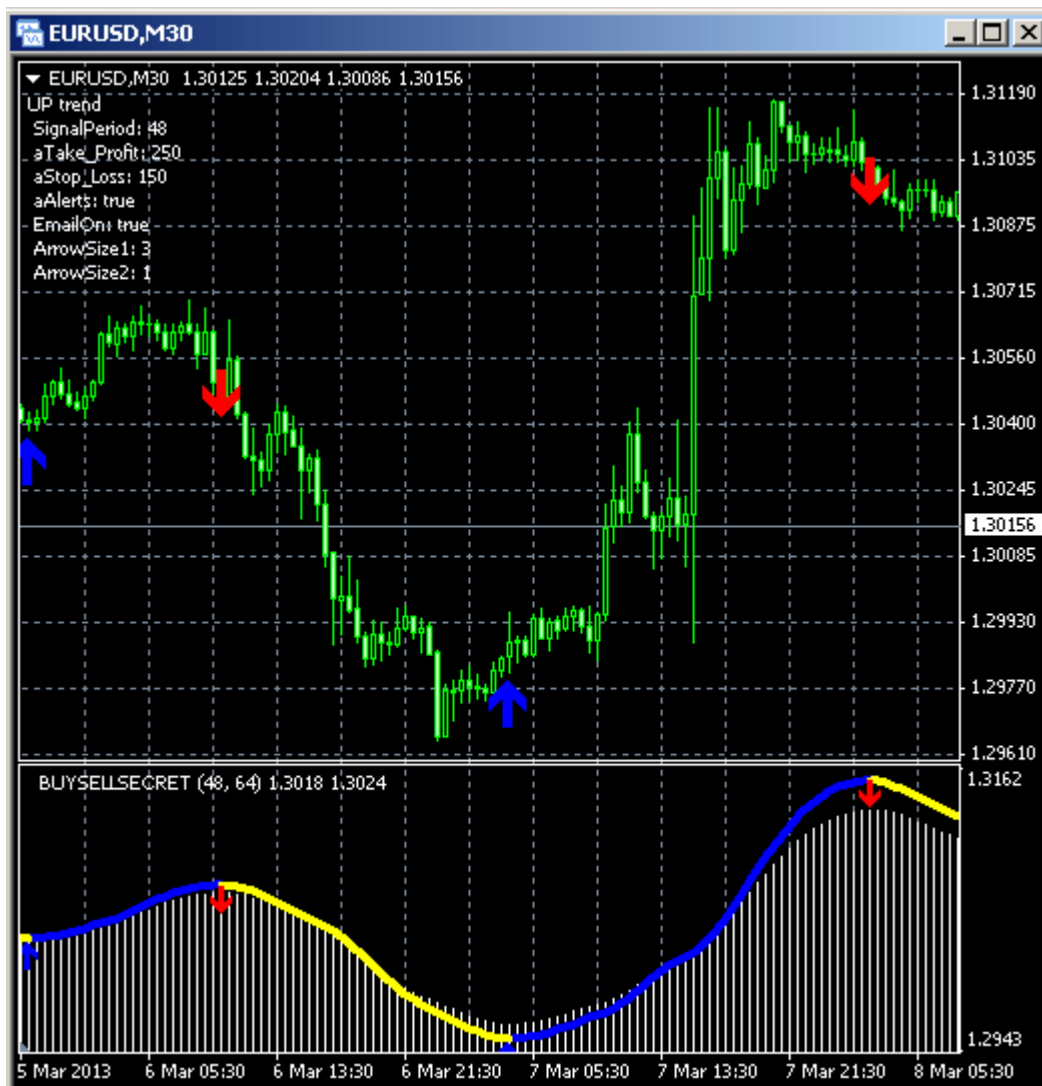 EURUSD,M30
EURUSD,M30 1.30125 1.30204 1.30086 1.30156
UP trend
SignalPeriod: 48
aTake_Profit: 250
aStop_Loss: 150
aAlerts: true
EmailOn: true
ArrowSize1: 3
ArrowSize2: 1
1.31190
1.31035
1.30875
1.30715
1.30560
1.30400
1.30245
1.30156
1.30085
1.29930
1.29770
1.29610
BUYSELLSECRET (48, 64) 1.3018 1.3024
1.3162
1.2943
5 Mar 2013 6 Mar 05:30 6 Mar 13:30 6 Mar 21:30 7 Mar 05:30 7 Mar 13:30 7 Mar 21:30 8 Mar 05:30